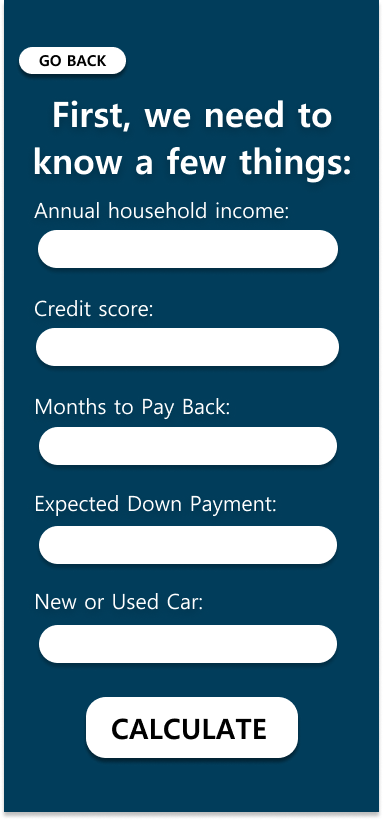 GO BACK
First, we need to
know a few things:
Annual household income:
Credit score:
Months to Pay Back:
Expected Down Payment:
New or Used Car:
CALCULATE